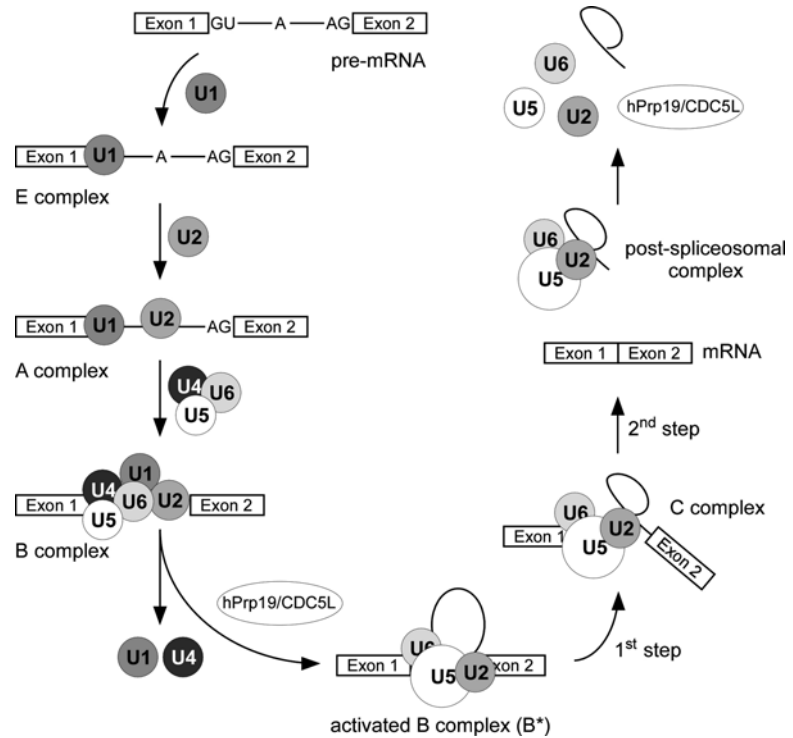 Exon 1 GU A AG Exon 2
pre-mRNA
U1
Exon 1 U1 A AG Exon 2
E complex
U2
Exon 1 U1 U2 AG Exon 2
A complex
U4
U6
U5
U1
Exon 1 U4 U6 U2 Exon 2
U5
B complex
hPrp19/CDC5L
U1 U4
U6
Exon 1 U5 U2 Exon 2
activated B complex (B*)
1st step
C complex
U6
U2
Exon 1 U5
Exon 2
2nd step
Exon 1 Exon 2 mRNA
U6
U2
U5
post-spliceosomal
complex
U6
U5 U2 hPrp19/CDC5L